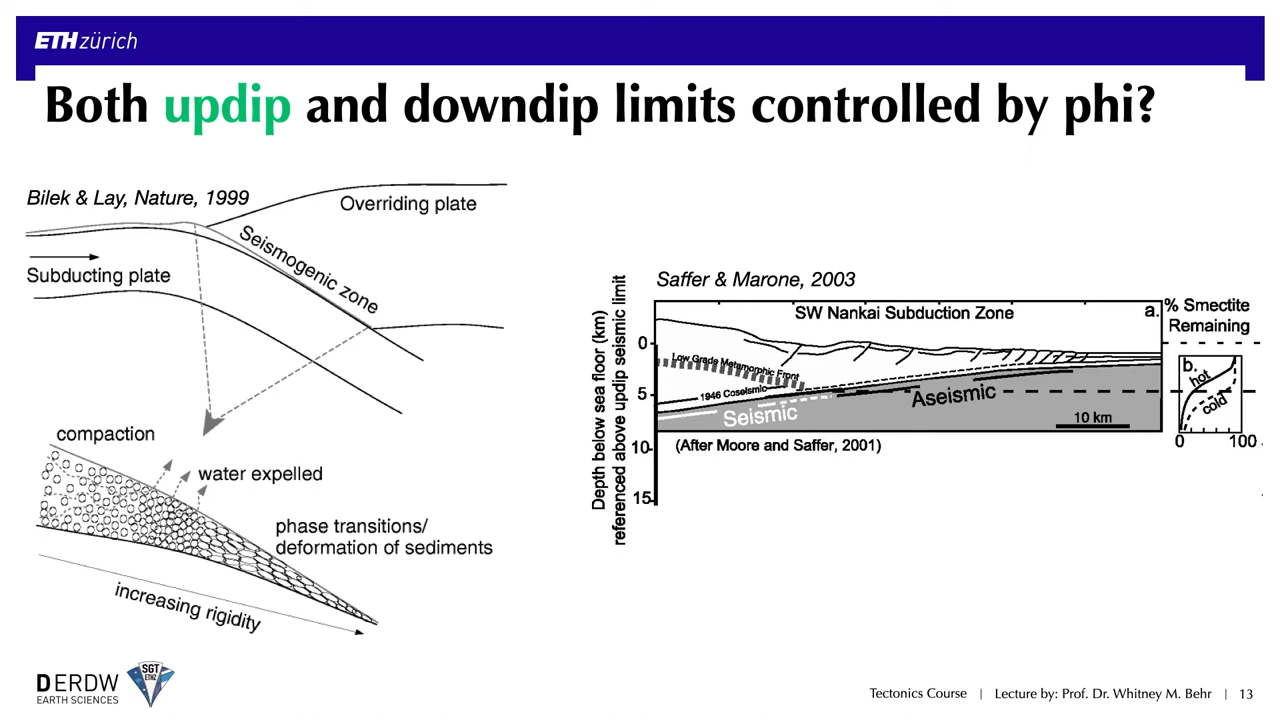 ETH zürich
Both updip and downdip limits controlled by phi?
Bilek & Lay, Nature, 1999
Overriding plate
Seismogenic zone
Subducting plate
compaction
water expelled
phase transitions/
deformation of sediments
increasing rigidity
Saffer & Marone, 2003
Depth below sea floor (km)
referenced above updip seismic limit
0
5
10
15
SW Nankai Subduction Zone
a.
Low Grade Metamorphic Front
1946 Coseismic
Seismic
Aseismic
10 km
(After Moore and Saffer, 2001)
% Smectite
Remaining
b.
hot
cold
0
100
DERDW
EARTH SCIENCES
SGT
ETHZ
Tectonics Course | Lecture by: Prof. Dr. Whitney M. Behr | 13